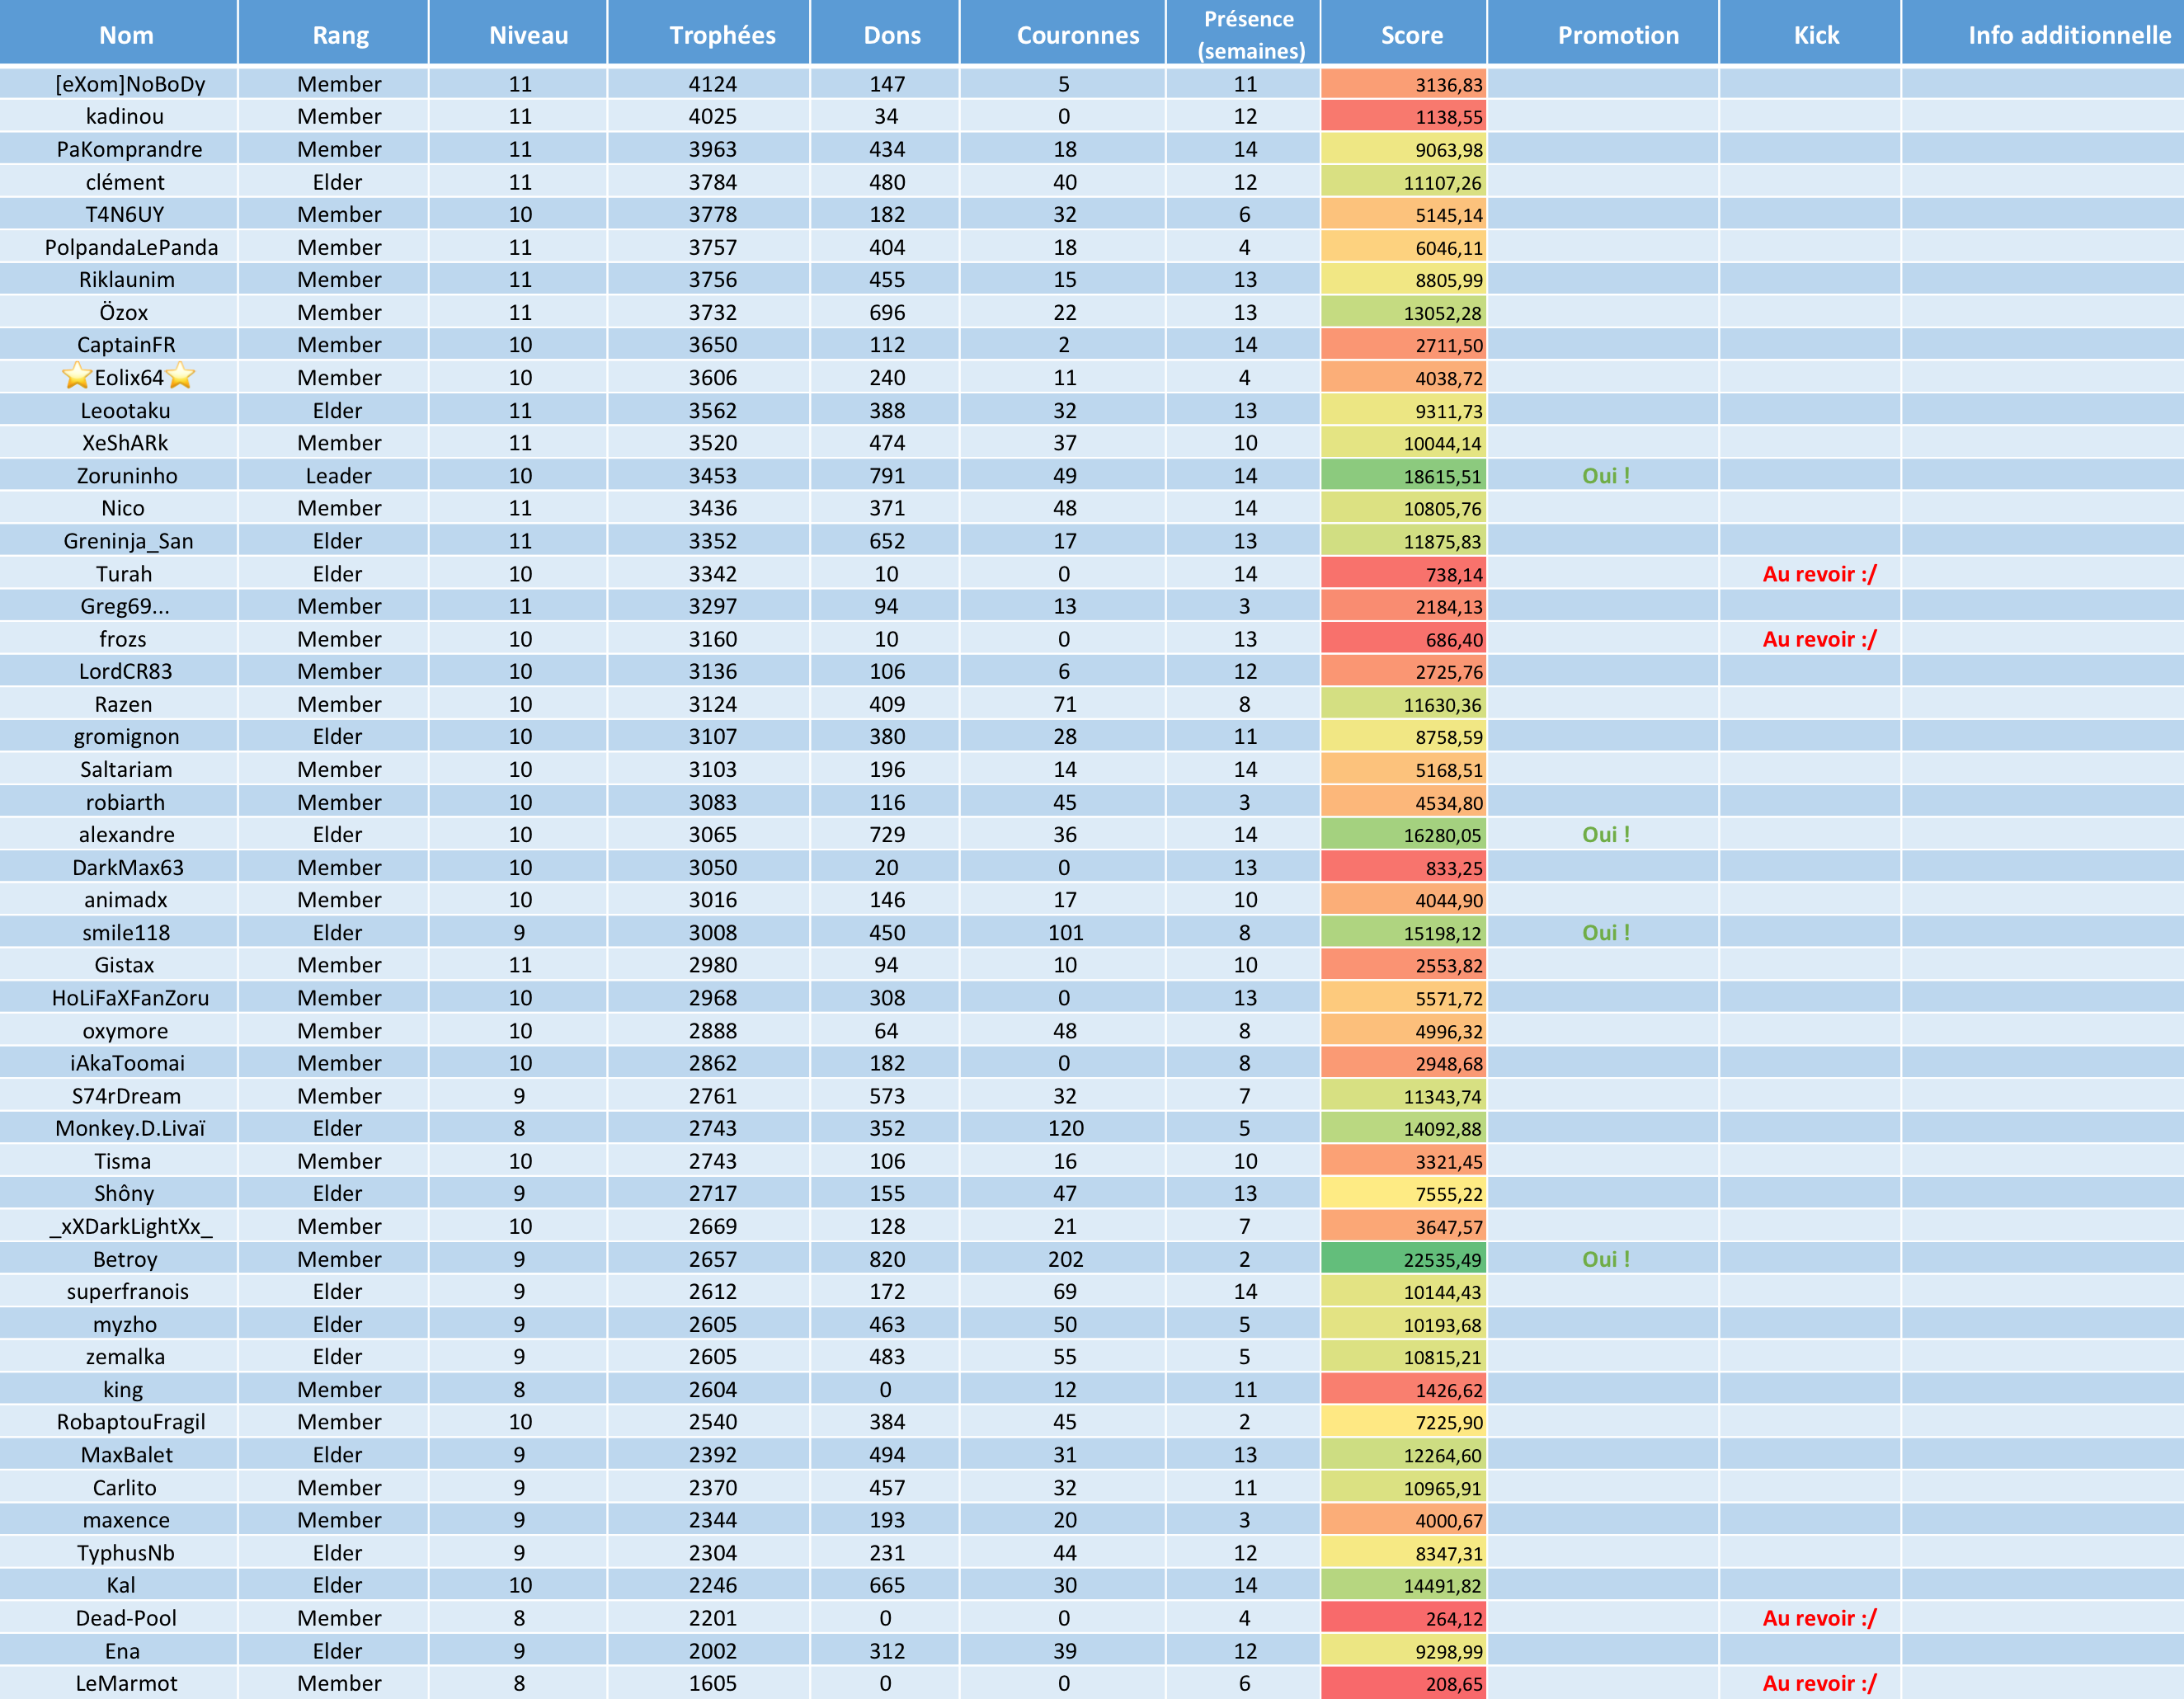 Nom Rang Niveau Trophées Dons Couronnes Présence (semaines) Score Promotion Kick Info additionnelle
[eXom]NoBoDy Member 11 4124 147 5 11 3136,83
kadinou Member 11 4025 34 0 12 1138,55
PaKomprandre Member 11 3963 434 18 14 9063,98
clément Elder 11 3784 480 40 12 11107,26
T4N6UY Member 10 3778 182 32 6 5145,14
PolpandaLePanda Member 11 3757 404 18 4 6046,11
Riklaunim Member 11 3756 455 15 13 8805,99
Özox Member 11 3732 696 22 13 13052,28
CaptainFR Member 10 3650 112 2 14 2711,50
⭐Eolix64⭐ Member 10 3606 240 11 4 4038,72
Leootaku Elder 11 3562 388 32 13 9311,73
XeShARk Member 11 3520 474 37 10 10044,14
Zoruninho Leader 10 3453 791 49 14 18615,51 Oui !
Nico Member 11 3436 371 48 14 10805,76
Greninja_San Elder 11 3352 652 17 13 11875,83
Turah Elder 10 3342 10 0 14 738,14 Au revoir :/
Greg69... Member 11 3297 94 13 3 2184,13
frozs Member 10 3160 10 0 13 686,40 Au revoir :/
LordCR83 Member 10 3136 106 6 12 2725,76
Razen Member 10 3124 409 71 8 11630,36
gromignon Elder 10 3107 380 28 11 8758,59
Saltariam Member 10 3103 196 14 14 5168,51
robiarth Member 10 3083 116 45 3 4534,80
alexandre Elder 10 3065 729 36 14 16280,05 Oui !
DarkMax63 Member 10 3050 20 0 13 833,25
animadx Member 10 3016 146 17 10 4044,90
smile118 Elder 9 3008 450 101 8 15198,12 Oui !
Gistax Member 11 2980 94 10 10 2553,82
HoLiFaXFanZoru Member 10 2968 308 0 13 5571,72
oxymore Member 10 2888 64 48 8 4996,32
iAkaToomai Member 10 2862 182 0 8 2948,68
S74rDream Member 9 2761 573 32 7 11343,74
Monkey.D.Livaï Elder 8 2743 352 120 5 14092,88
Tisma Member 10 2743 106 16 10 3321,45
Shôny Elder 9 2717 155 47 13 7555,22
_xXDarkLightXx_ Member 10 2669 128 21 7 3647,57
Betroy Member 9 2657 820 202 2 22535,49 Oui !
superfranois Elder 9 2612 172 69 14 10144,43
myzho Elder 9 2605 463 50 5 10193,68
zemalka Elder 9 2605 483 55 5 10815,21
king Member 8 2604 0 12 11 1426,62
RobaptouFragil Member 10 2540 384 45 2 7225,90
MaxBalet Elder 9 2392 494 31 13 12264,60
Carlito Member 9 2370 457 32 11 10965,91
maxence Member 9 2344 193 20 3 4000,67
TyphusNb Elder 9 2304 231 44 12 8347,31
Kal Elder 10 2246 665 30 14 14491,82
Dead-Pool Member 8 2201 0 0 4 264,12 Au revoir :/
Ena Elder 9 2002 312 39 12 9298,99
LeMarmot Member 8 1605 0 0 6 208,65 Au revoir :/